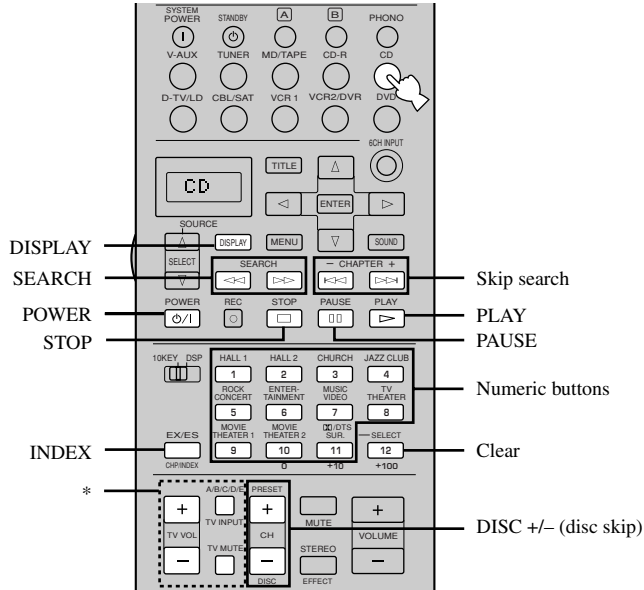 SYSTEM
POWER STANDBY A B PHONO
V-AUX TUNER MD/TAPE CD-R CD
D-TV/LD CBL/SAT VCR 1 VCR2/DVR DVD
6CH INPUT
TITLE
CD
ENTER
SOURCE
DISPLAY DISPLAY MENU SOUND
SELECT
SEARCH SEARCH – CHAPTER + Skip search
POWER POWER REC STOP PAUSE PLAY PLAY
STOP PAUSE
10KEY DSP HALL 1 HALL 2 CHURCH JAZZ CLUB
1 2 3 4
ROCK CONCERT ENTER-TAINMENT MUSIC VIDEO TV THEATER Numeric buttons
5 6 7 8
MOVIE THEATER 1 MOVIE THEATER 2 /DTS SUR. SELECT
INDEX EX/ES 9 10 11 12 Clear
CHP/INDEX 0 +10 +100
* A/B/C/D/E PRESET
+ + +
TV VOL TV INPUT CH MUTE VOLUME DISC +/– (disc skip)
TV MUTE STEREO
– – –
DISC EFFECT